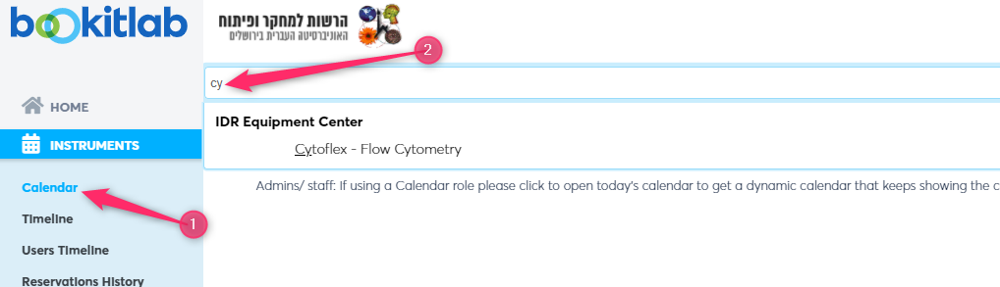 bookitlab
הרשות למחקר ופיתוח
האוניברסיטה העברית בירושלים
2
cy
HOME
IDR Equipment Center
INSTRUMENTS
Cytoflex - Flow Cytometry
Calendar
Admins/ staff: If using a Calendar role please click to open today's calendar to get a dynamic calendar that keeps showing the c
1
Timeline
Users Timeline
Reservations History